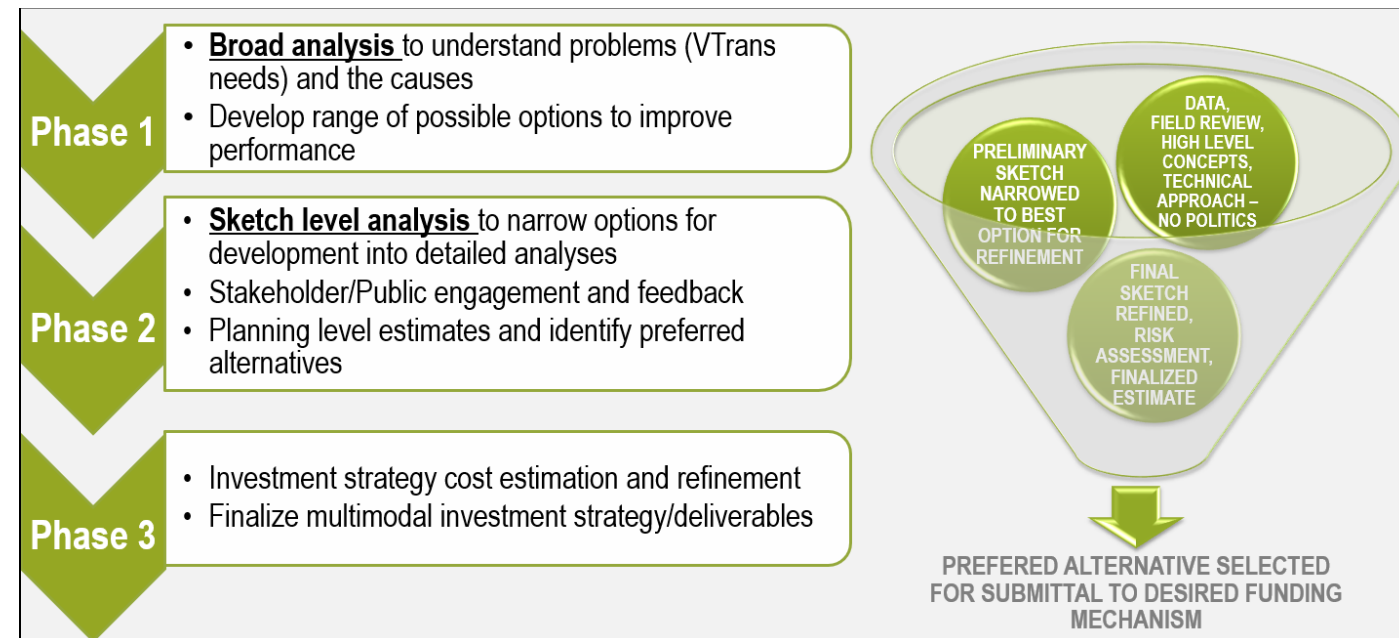 Phase 1
• Broad analysis to understand problems (VTrans
needs) and the causes
• Develop range of possible options to improve
performance
Phase 2
• Sketch level analysis to narrow options for
development into detailed analyses
• Stakeholder/Public engagement and feedback
• Planning level estimates and identify preferred
alternatives
Phase 3
• Investment strategy cost estimation and refinement
• Finalize multimodal investment strategy/deliverables
DATA,
FIELD REVIEW,
HIGH LEVEL
CONCEPTS,
TECHNICAL
APPROACH –
NO POLITICS
PRELIMINARY
SKETCH
NARROWED
TO BEST
OPTION FOR
REFINEMENT
FINAL
SKETCH
REFINED,
RISK
ASSESSMENT,
FINALIZED
ESTIMATE
PREFERED ALTERNATIVE SELECTED
FOR SUBMITTAL TO DESIRED FUNDING
MECHANISM